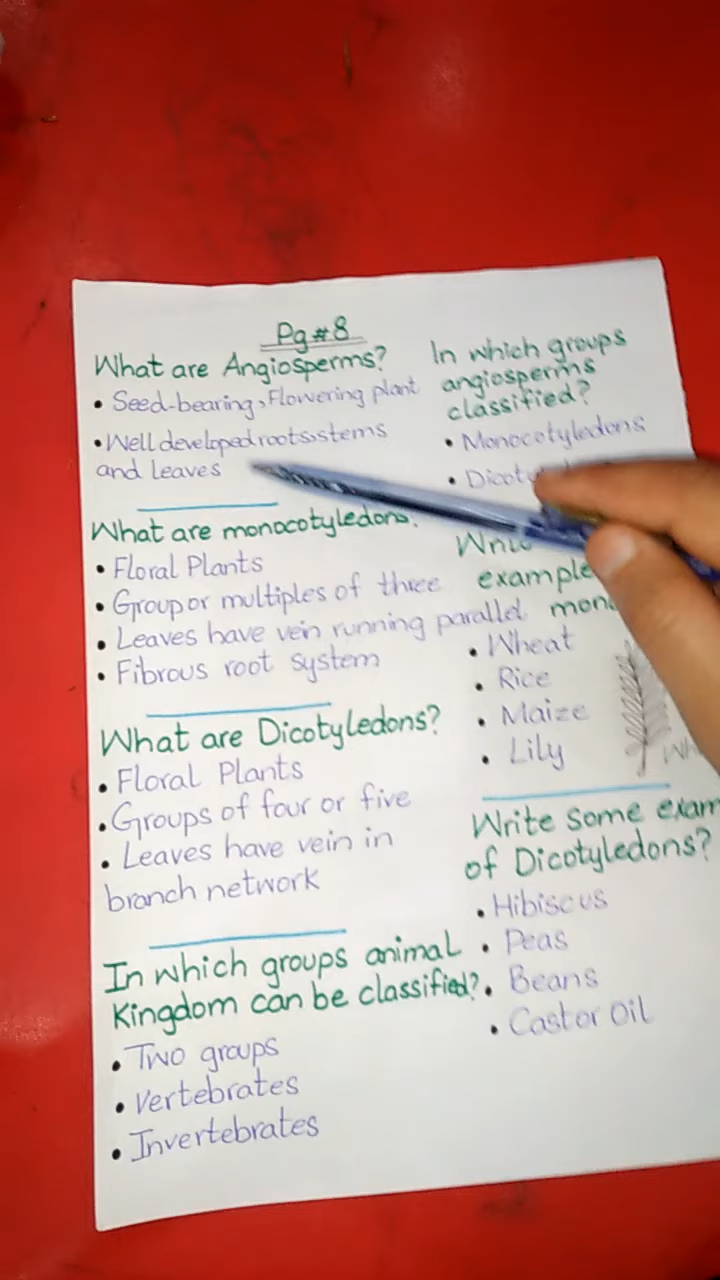 Pg#8
What are Angiosperms?
• Seed-bearing, Flowering plant
• Well developed roots,stems
and leaves
What are monocotyledons?
• Floral Plants
• Group or multiples of three
• Leaves have vein running parallel
• Fibrous root system
What are Dicotyledons?
• Floral Plants
• Groups of four or five
• Leaves have vein in
branch network
In which groups animal
Kingdom can be classified?
• Two groups
• Vertebrates
• Invertebrates
In which groups
angiosperms
classified?
• Monocotyledons
• Wheat
• Rice
• Maize
• Lily
Write some
of Dicotyledons?
• Hibiscus
• Peas
• Beans
• Castor Oil